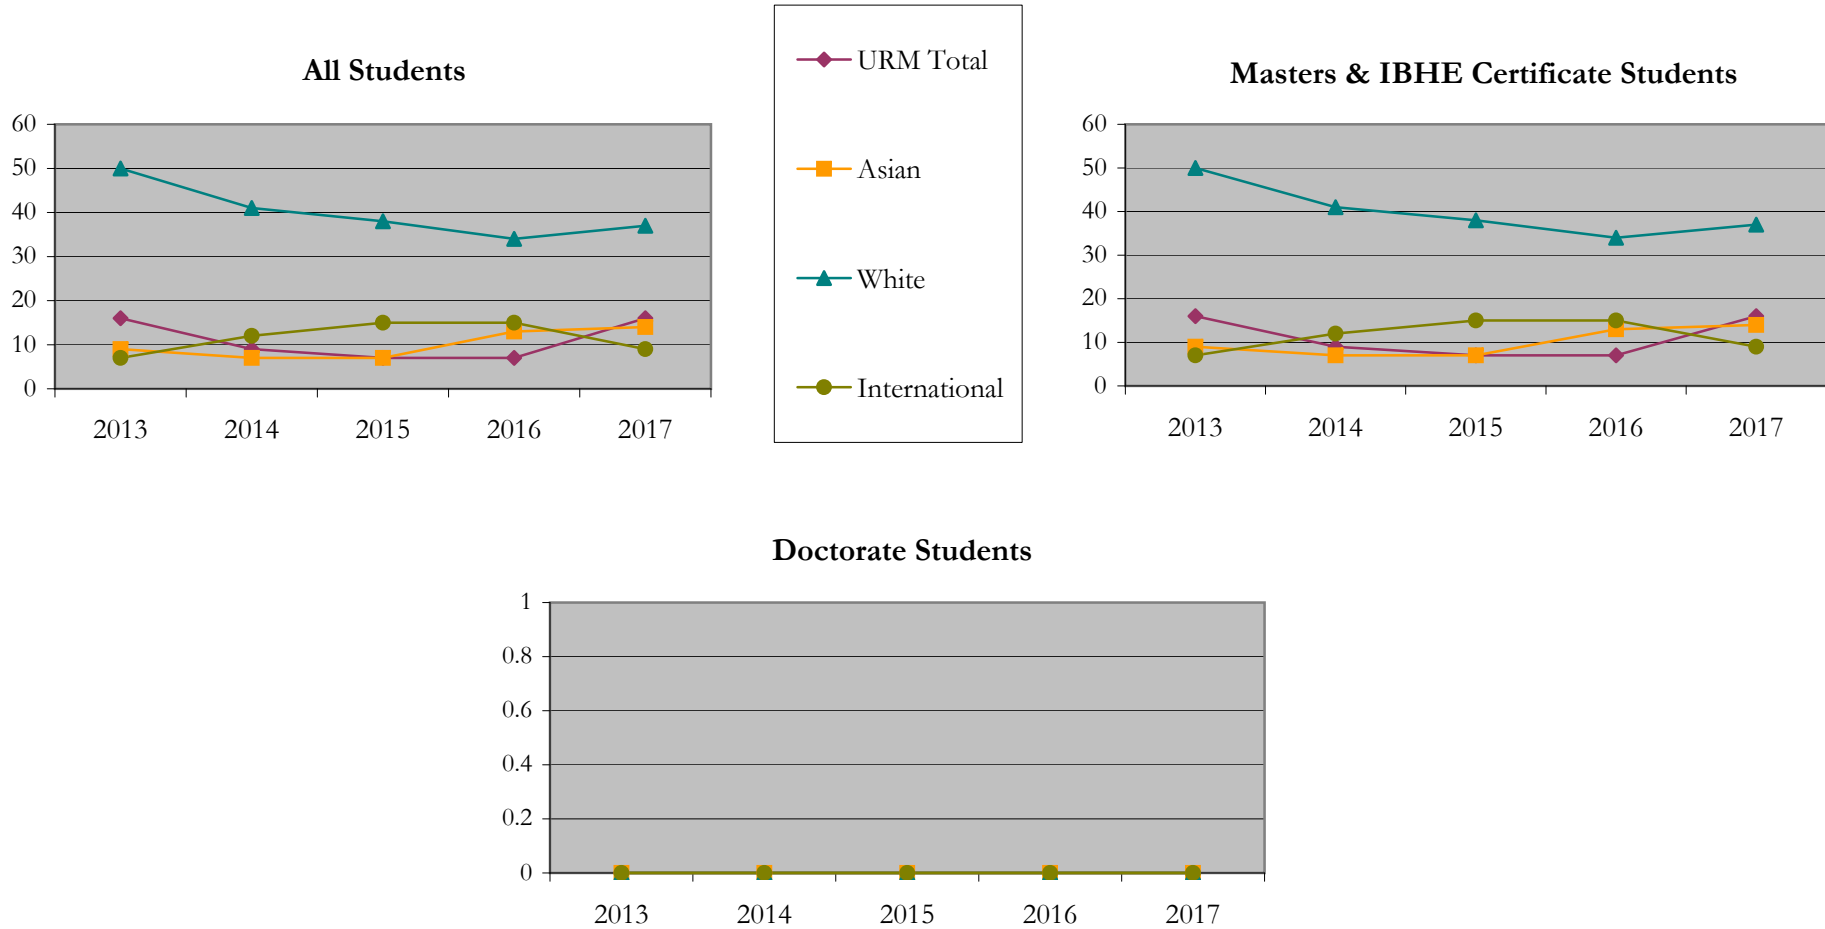 All Students
60
50
40
30
20
10
0
2013 2014 2015 2016 2017
URM Total
Asian
White
International
Masters & IBHE Certificate Students
60
50
40
30
20
10
0
2013 2014 2015 2016 2017
Doctorate Students
1
0.8
0.6
0.4
0.2
0
2013 2014 2015 2016 2017